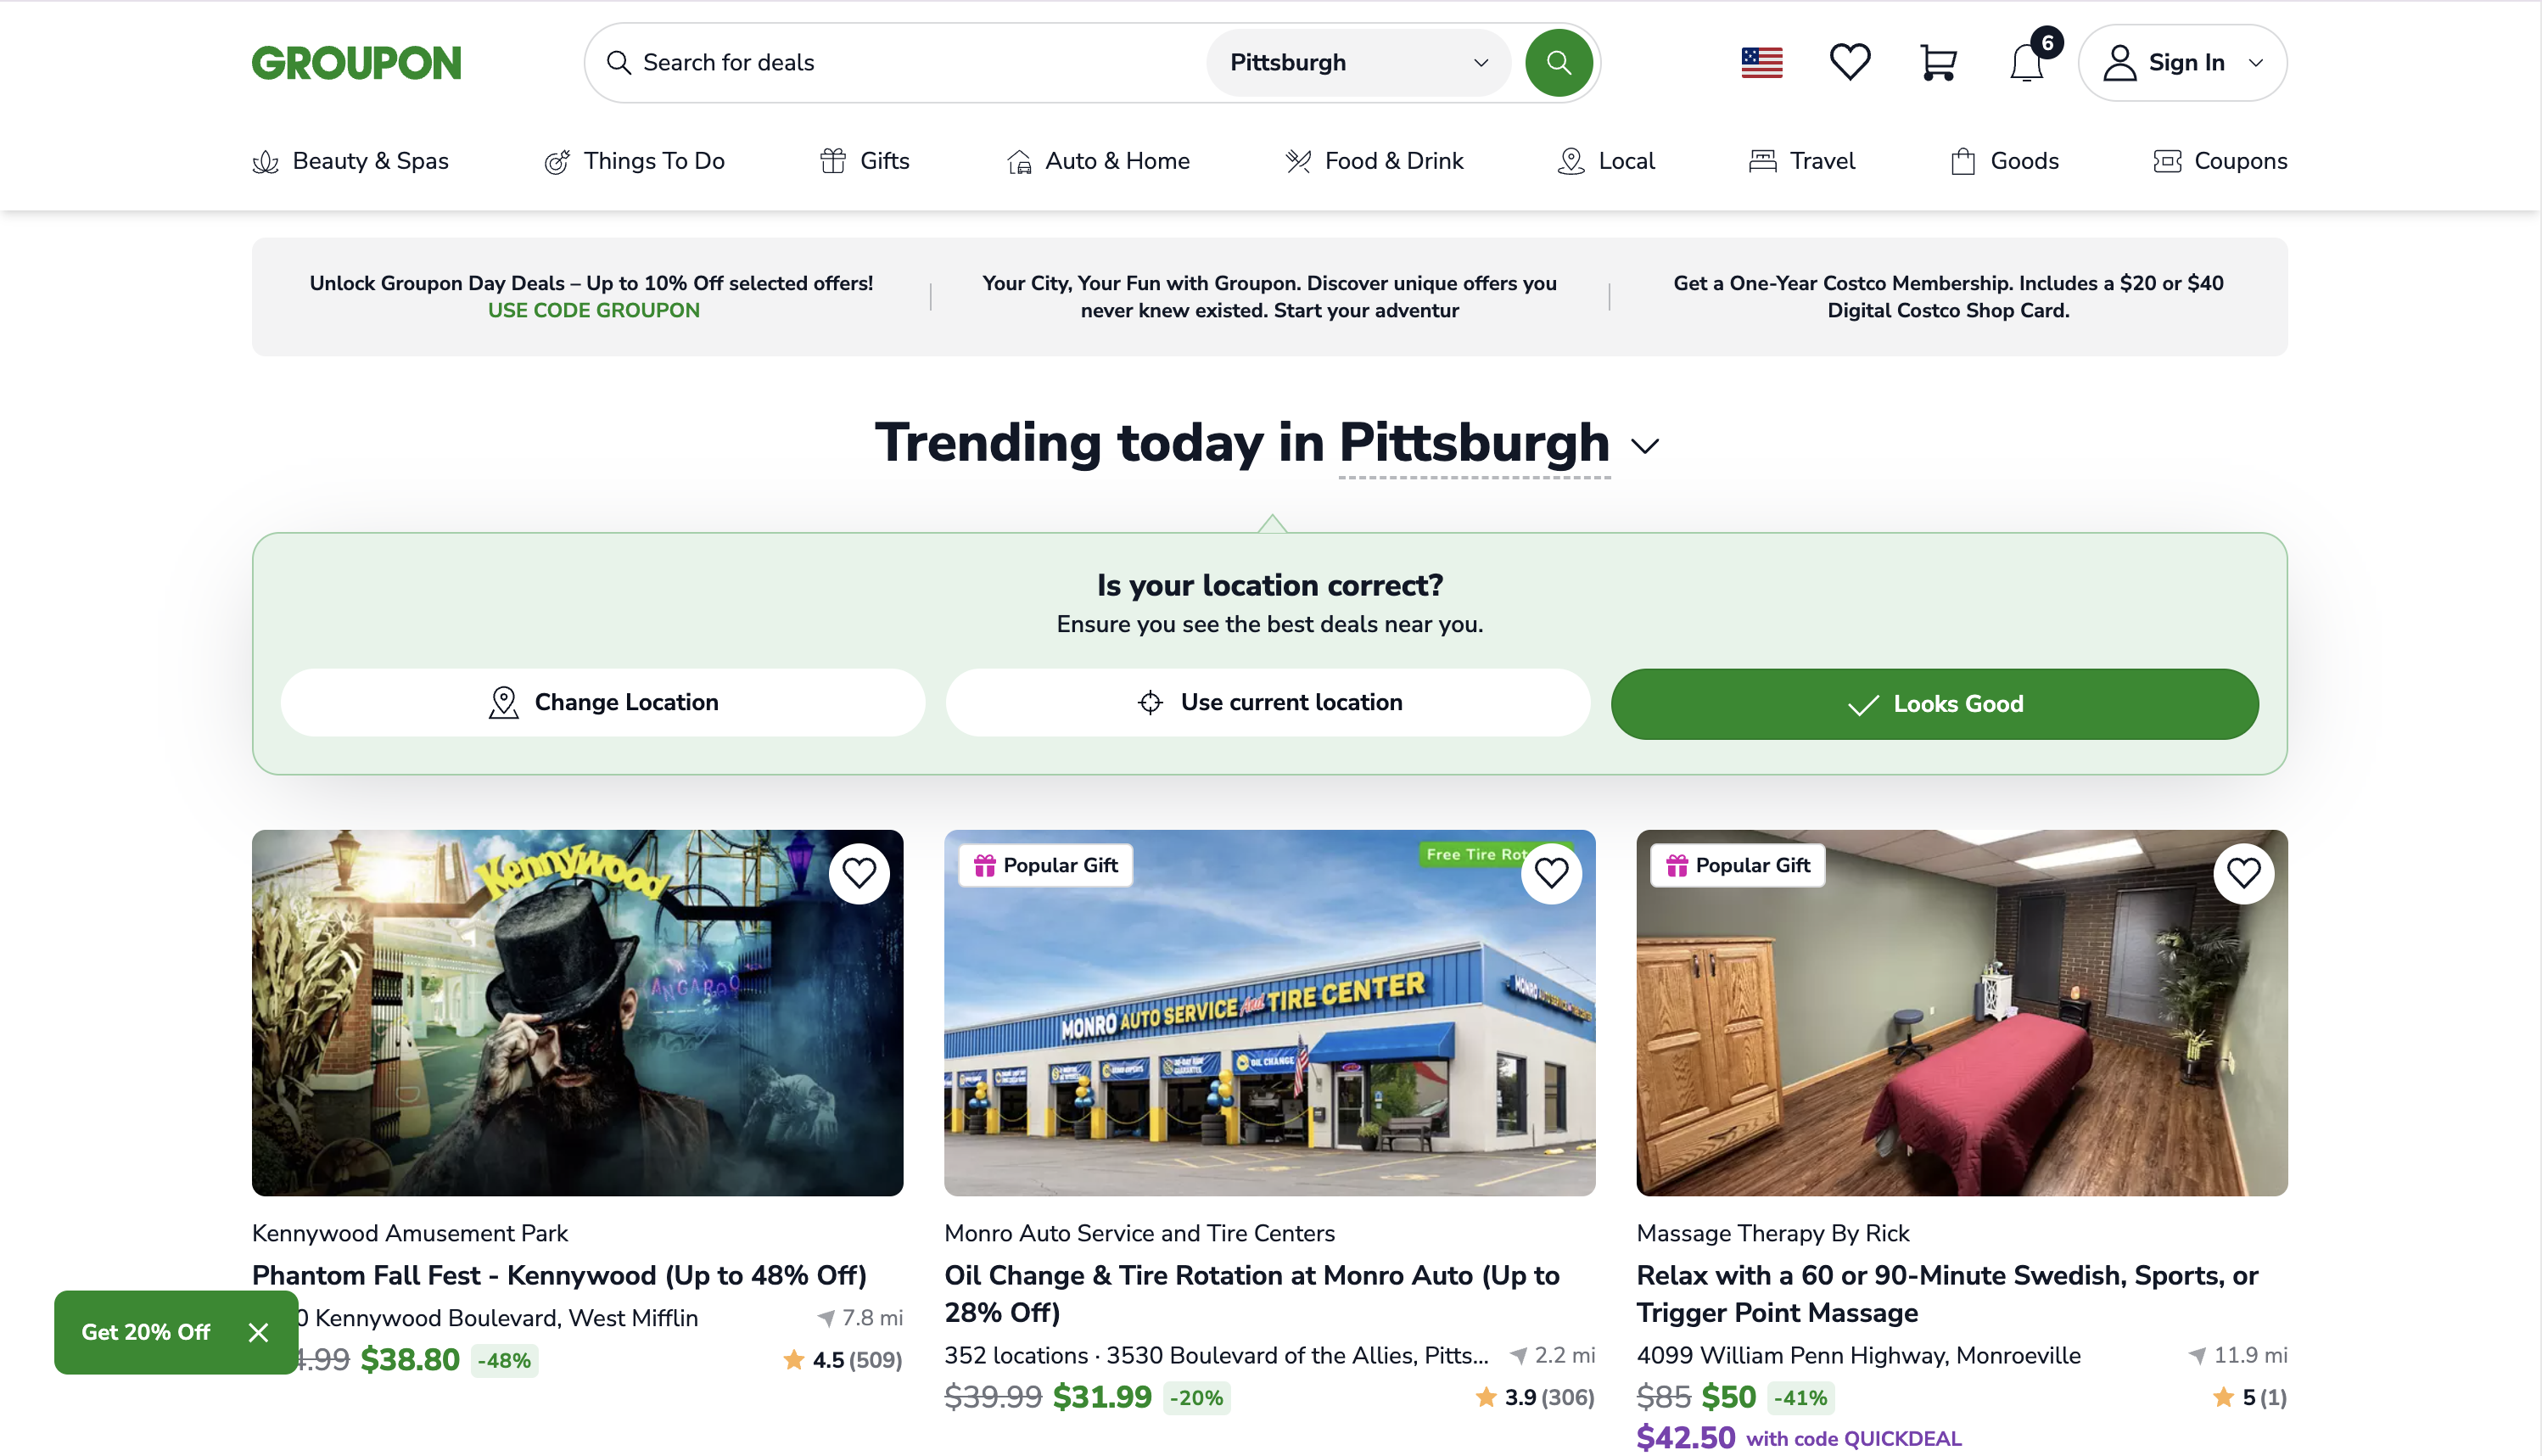 GROUPON
Search for deals
Pittsburgh
6
Sign In
Beauty & Spas
Things To Do
Gifts
Auto & Home
Food & Drink
Local
Travel
Goods
Coupons
Unlock Groupon Day Deals – Up to 10% Off selected offers!
USE CODE GROUPON
Your City, Your Fun with Groupon. Discover unique offers you
never knew existed. Start your adventur
Get a One-Year Costco Membership. Includes a $20 or $40
Digital Costco Shop Card.
Trending today in Pittsburgh
Is your location correct?
Ensure you see the best deals near you.
Change Location
Use current location
Looks Good
Kennywood
Popular Gift
Free Tire Rot
MONRO AUTO SERVICE And TIRE CENTER
OIL CHANGE
Popular Gift
Kennywood Amusement Park
Phantom Fall Fest - Kennywood (Up to 48% Off)
0 Kennywood Boulevard, West Mifflin
7.8 mi
4.99 $38.80 -48%
4.5 (509)
Get 20% Off
Monro Auto Service and Tire Centers
Oil Change & Tire Rotation at Monro Auto (Up to
28% Off)
352 locations · 3530 Boulevard of the Allies, Pitts...
2.2 mi
$39.99 $31.99 -20%
3.9 (306)
Massage Therapy By Rick
Relax with a 60 or 90-Minute Swedish, Sports, or
Trigger Point Massage
4099 William Penn Highway, Monroeville
11.9 mi
$85 $50 -41%
5 (1)
$42.50 with code QUICKDEAL